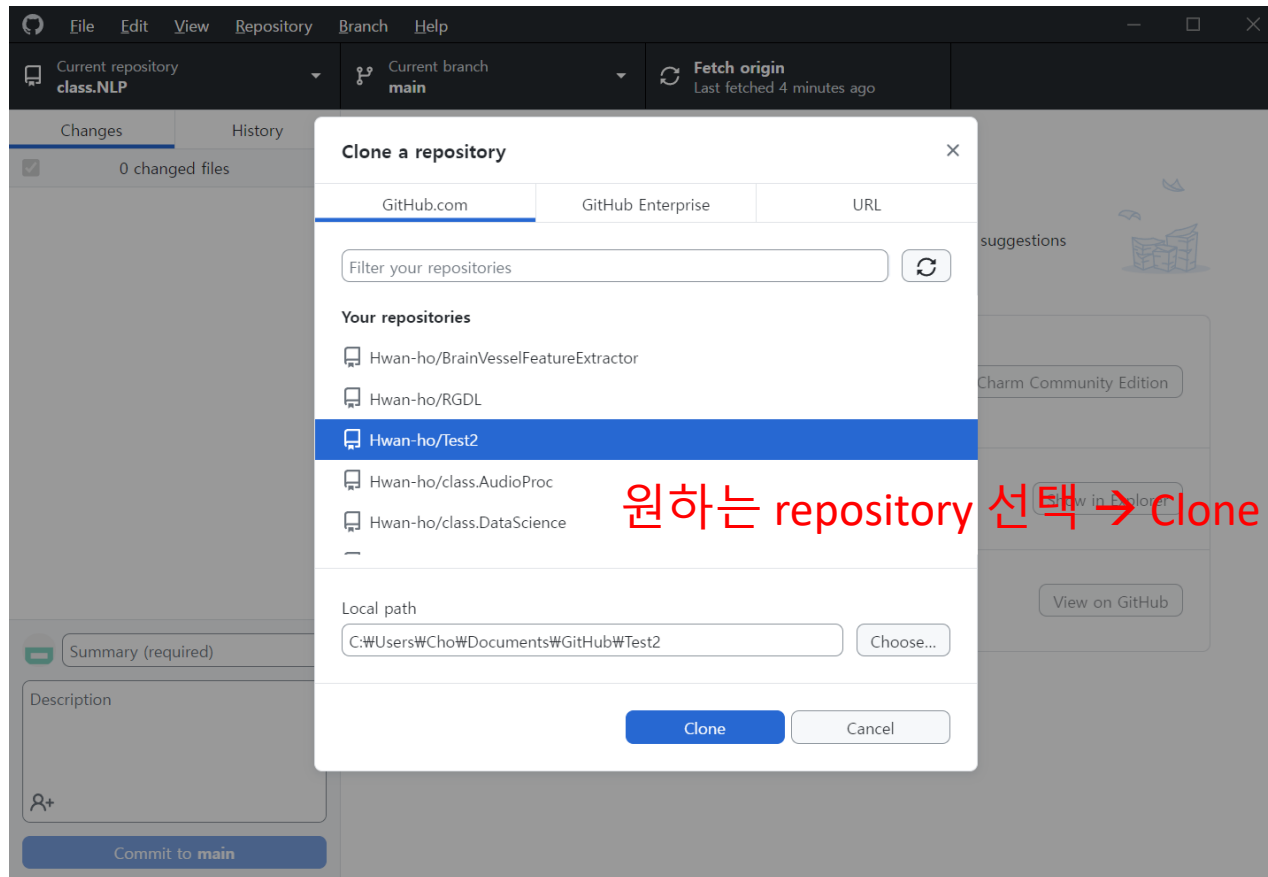 File Edit View Repository Branch Help
Current repository
class.NLP
Current branch
main
Fetch origin
Last fetched 4 minutes ago
Changes History
0 changed files
Clone a repository
GitHub.com GitHub Enterprise URL
Filter your repositories
Your repositories
Hwan-ho/BrainVesselFeatureExtractor
Hwan-ho/RGDL
Hwan-ho/Test2
Hwan-ho/class.AudioProc
Hwan-ho/class.DataScience
원하는 repository 선택 → Clone
Local path
C:₩Users₩Cho₩Documents₩GitHub₩Test2
Choose...
Clone
Cancel
suggestions
Charm Community Edition
Show in Explorer
View on GitHub
Summary (required)
Description
Commit to main